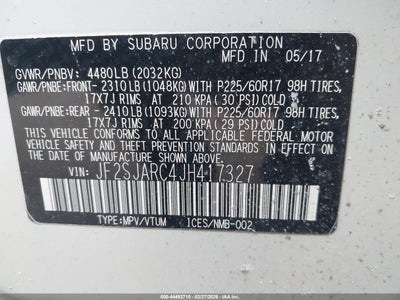 MFD BY SUBARU CORPORATION
MFD IN 05/17
GVWR/PNBV: 4480LB (2032KG)
GAWR/PNBE:FRONT- 2310LB (1048KG)WITH P225/60R17 98H TIRES,
17X7J RIMS AT 210 KPA( 30 PSI)COLD
GAWR/PNBE:REAR - 2410LB(1093KG)WITH P225/60R17 98H TIRES,
17X7J RIMS AT 200 KPA( 29 PSI)COLD
THIS VEHICLE CONFORMS TO ALL APPLICABLE FEDERAL MOTOR
VEHICLE SAFETY, BUMPER, AND THEFT PREVENTION STANDARDS
IN EFFECT ON THE DATE OF MANUFACTURE SHOWN ABOVE.
VIN: JF2SJARC4JH417327
TYPE:MPV/VTUM ICES/NMB-002